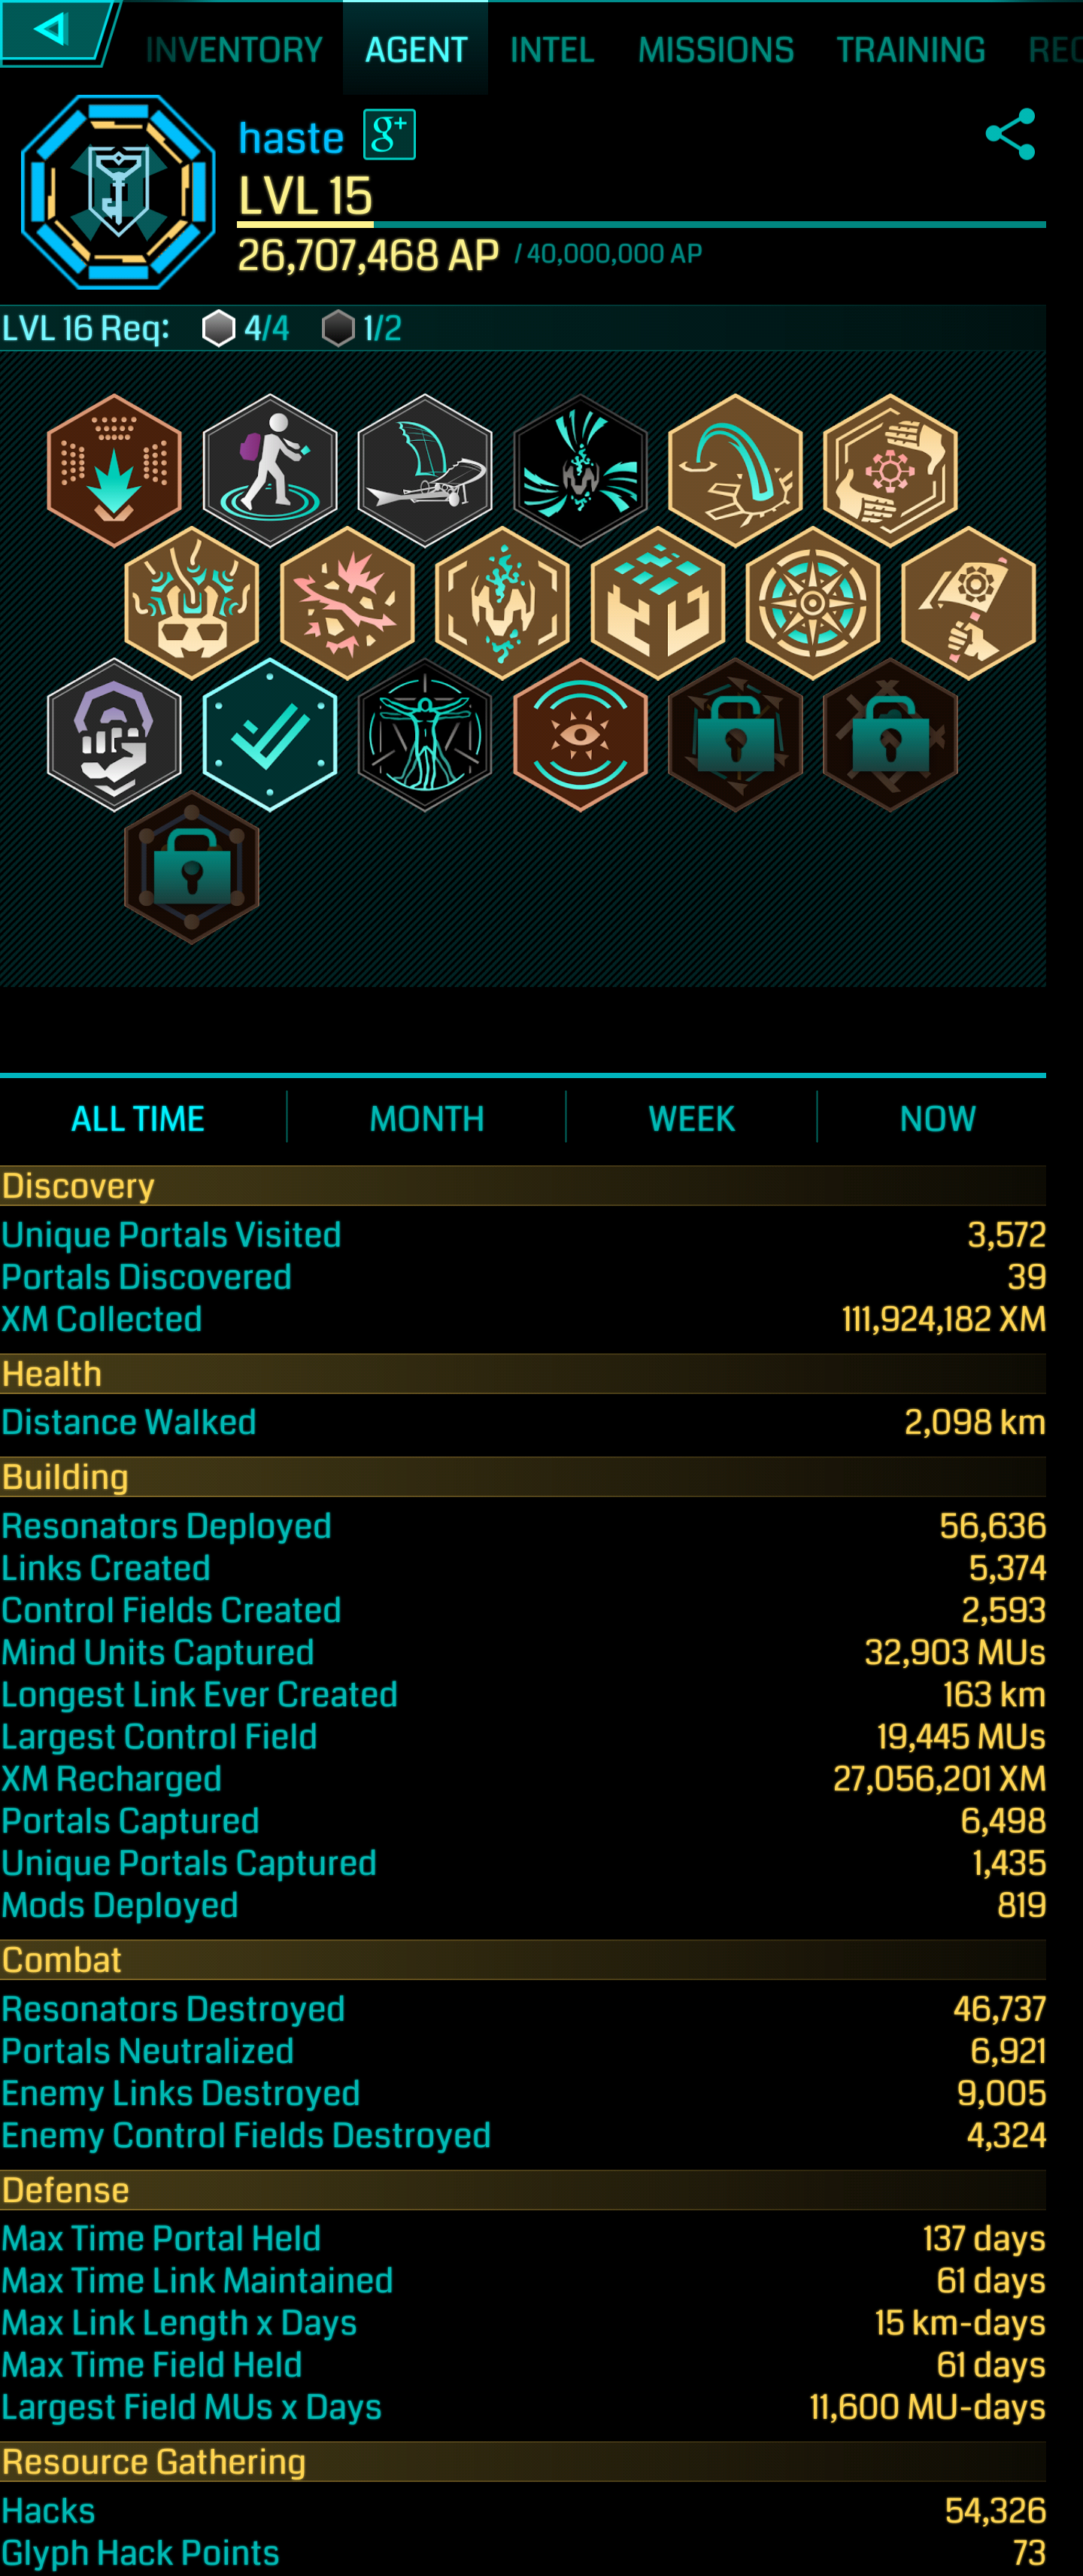 INVENTORY AGENT INTEL MISSIONS TRAINING REC
haste g+
LVL 15
26,707,468 AP / 40,000,000 AP
LVL 16 Req: 4/4 1/2
ALL TIME MONTH WEEK NOW
Discovery
Unique Portals Visited 3,572
Portals Discovered 39
XM Collected 111,924,182 XM
Health
Distance Walked 2,098 km
Building
Resonators Deployed 56,636
Links Created 5,374
Control Fields Created 2,593
Mind Units Captured 32,903 MUs
Longest Link Ever Created 163 km
Largest Control Field 19,445 MUs
XM Recharged 27,056,201 XM
Portals Captured 6,498
Unique Portals Captured 1,435
Mods Deployed 819
Combat
Resonators Destroyed 46,737
Portals Neutralized 6,921
Enemy Links Destroyed 9,005
Enemy Control Fields Destroyed 4,324
Defense
Max Time Portal Held 137 days
Max Time Link Maintained 61 days
Max Link Length x Days 15 km-days
Max Time Field Held 61 days
Largest Field MUs x Days 11,600 MU-days
Resource Gathering
Hacks 54,326
Glyph Hack Points 73